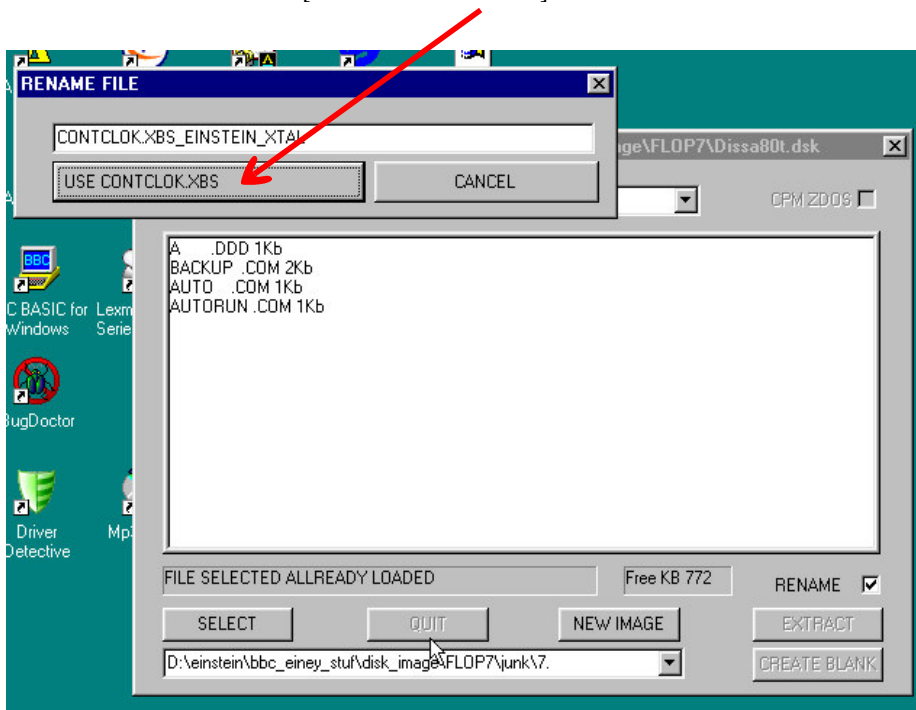 RENAME FILE
CONTCLOK.XBS_EINSTEIN_XTAL
USE CONTCLOK.XBS
CANCEL
ge\FLOP7\Dissa80t.dsk
CPM ZDOS
A .DDD 1Kb
BACKUP .COM 2Kb
AUTO .COM 1Kb
AUTORUN .COM 1Kb
BBC
C BASIC for
Windows
Lexm
Serie
BugDoctor
Driver
Detective
Mp3
FILE SELECTED ALLREADY LOADED
Free KB 772
RENAME
SELECT
QUIT
NEW IMAGE
EXTRACT
D:\einstein\bbc_einey_stuf\disk_image\FLOP7\junk\7.
CREATE BLANK